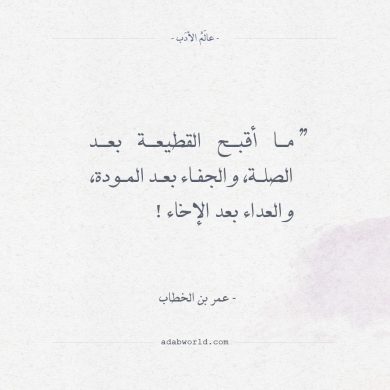 - عالَمُ الأدَب -
” ما أقبح القطيعة بعد
الصلة، والجفاء بعد المودة،
والعداء بعد الإخاء !
- عمر بن الخطاب -
adabworld.com